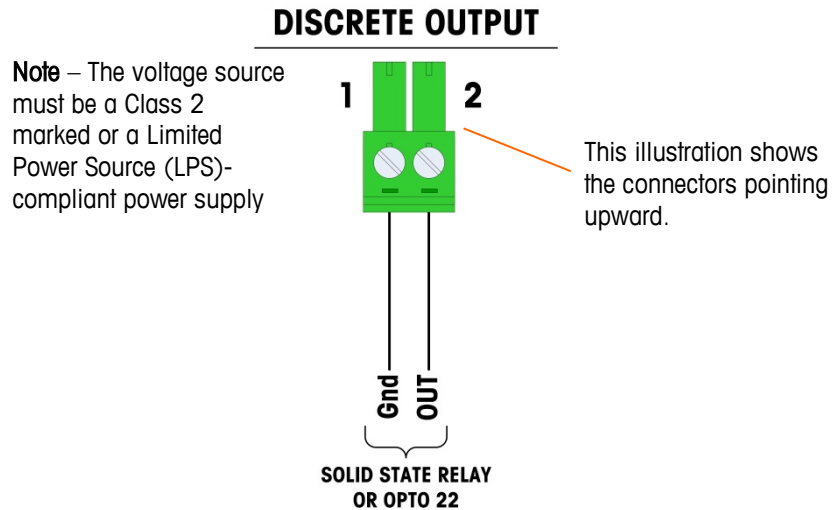 DISCRETE OUTPUT
Note – The voltage source
must be a Class 2
marked or a Limited
Power Source (LPS)-
compliant power supply
1
2
This illustration shows
the connectors pointing
upward.
Gnd
OUT
SOLID STATE RELAY
OR OPTO 22